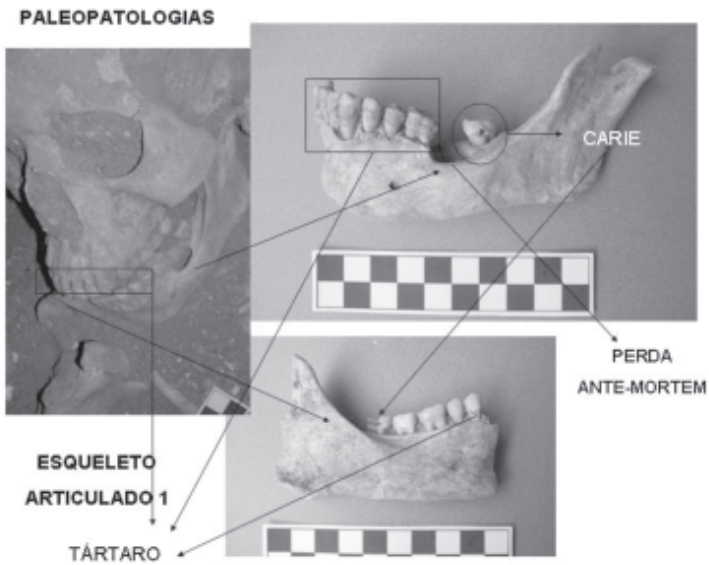 PALEOPATOLOGIAS
CARIE
PERDA
ANTE-MORTEM
ESQUELETO
ARTICULADO 1
TÁRTARO